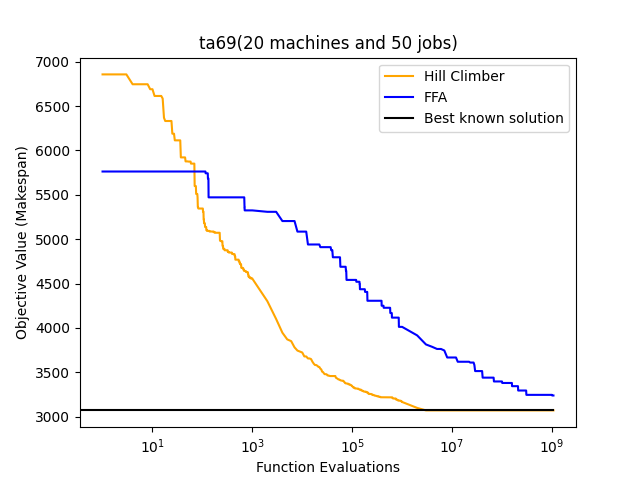 ta69(20 machines and 50 jobs)
Hill Climber
FFA
Best known solution
Objective Value (Makespan)
7000
6500
6000
5500
5000
4500
4000
3500
3000
10^1 10^3 10^5 10^7 10^9
Function Evaluations